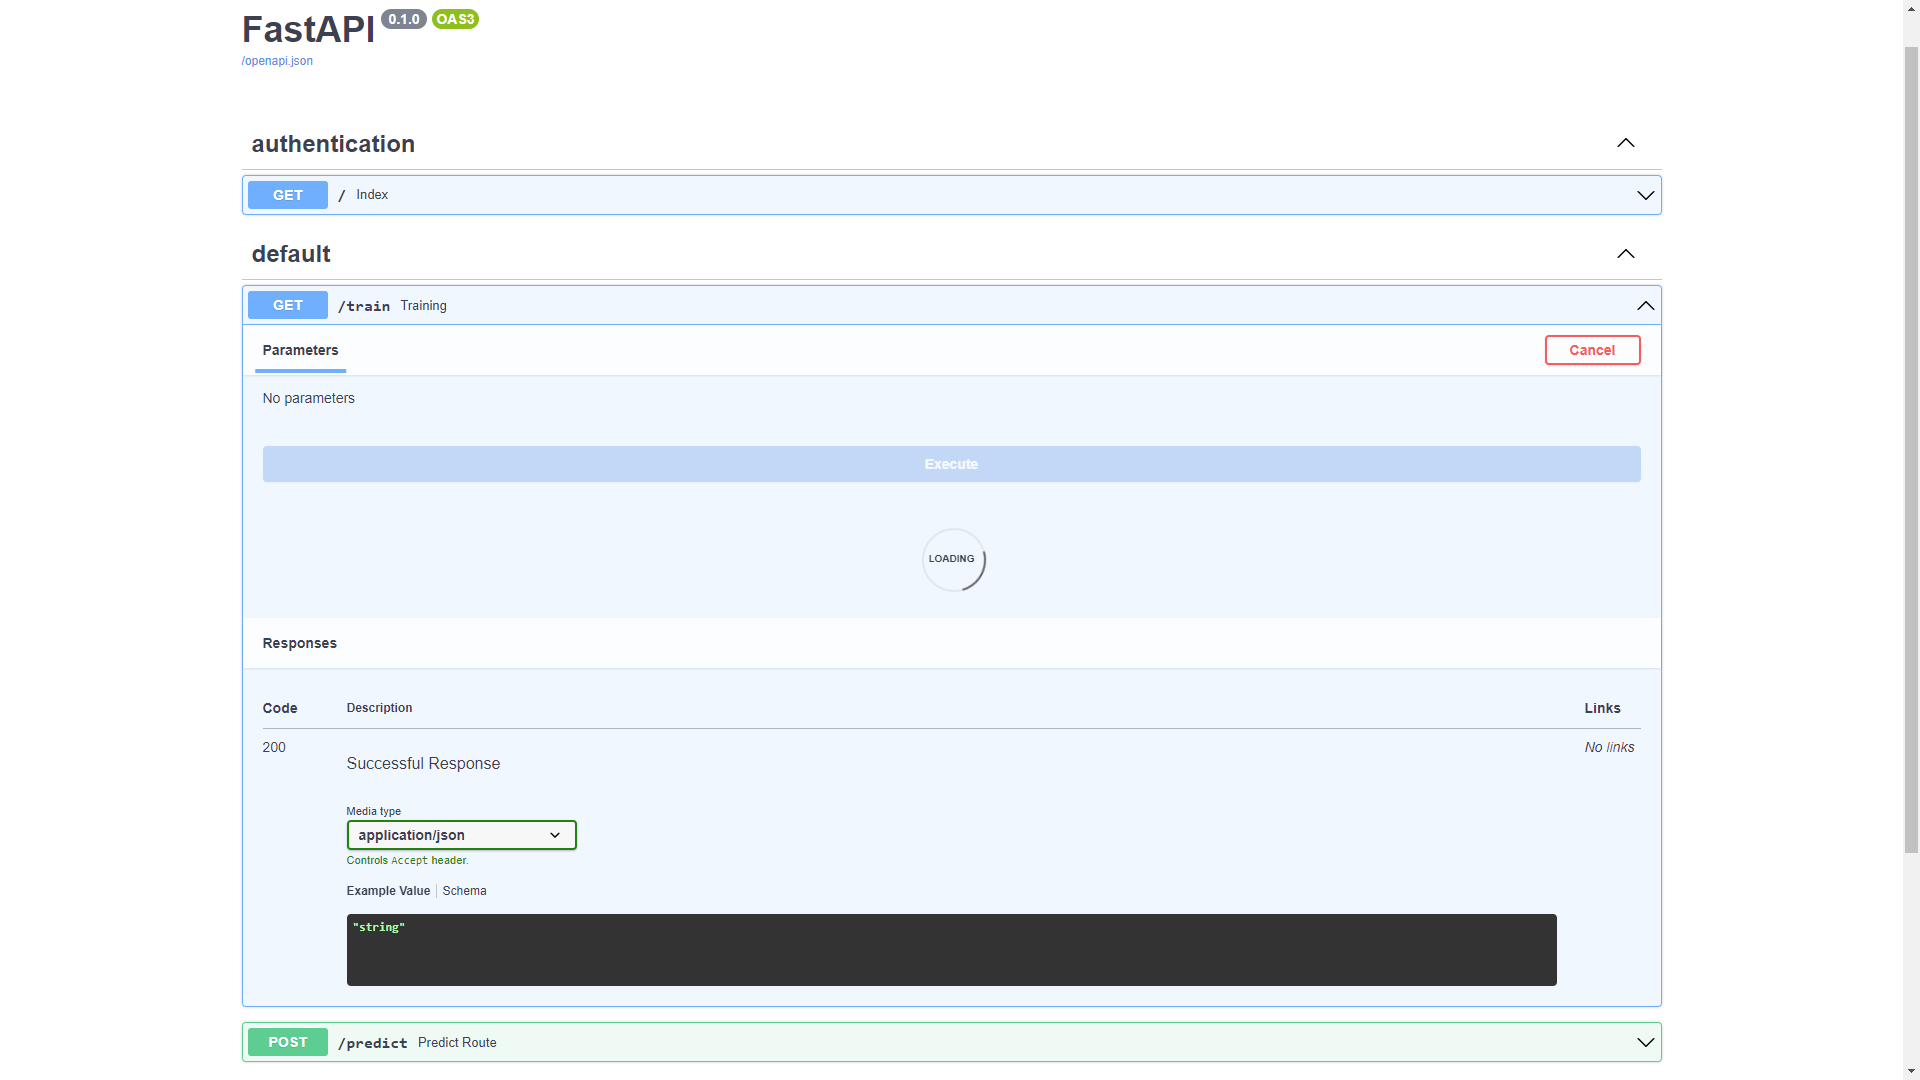 FastAPI 0.1.0 OAS3
/openapi.json
authentication
GET / Index
default
GET /train Training
Parameters
Cancel
No parameters
Execute
LOADING
Responses
Code Description Links
200 No links
Successful Response
Media type
application/json
Controls Accept header.
Example Value Schema
"string"
POST /predict Predict Route